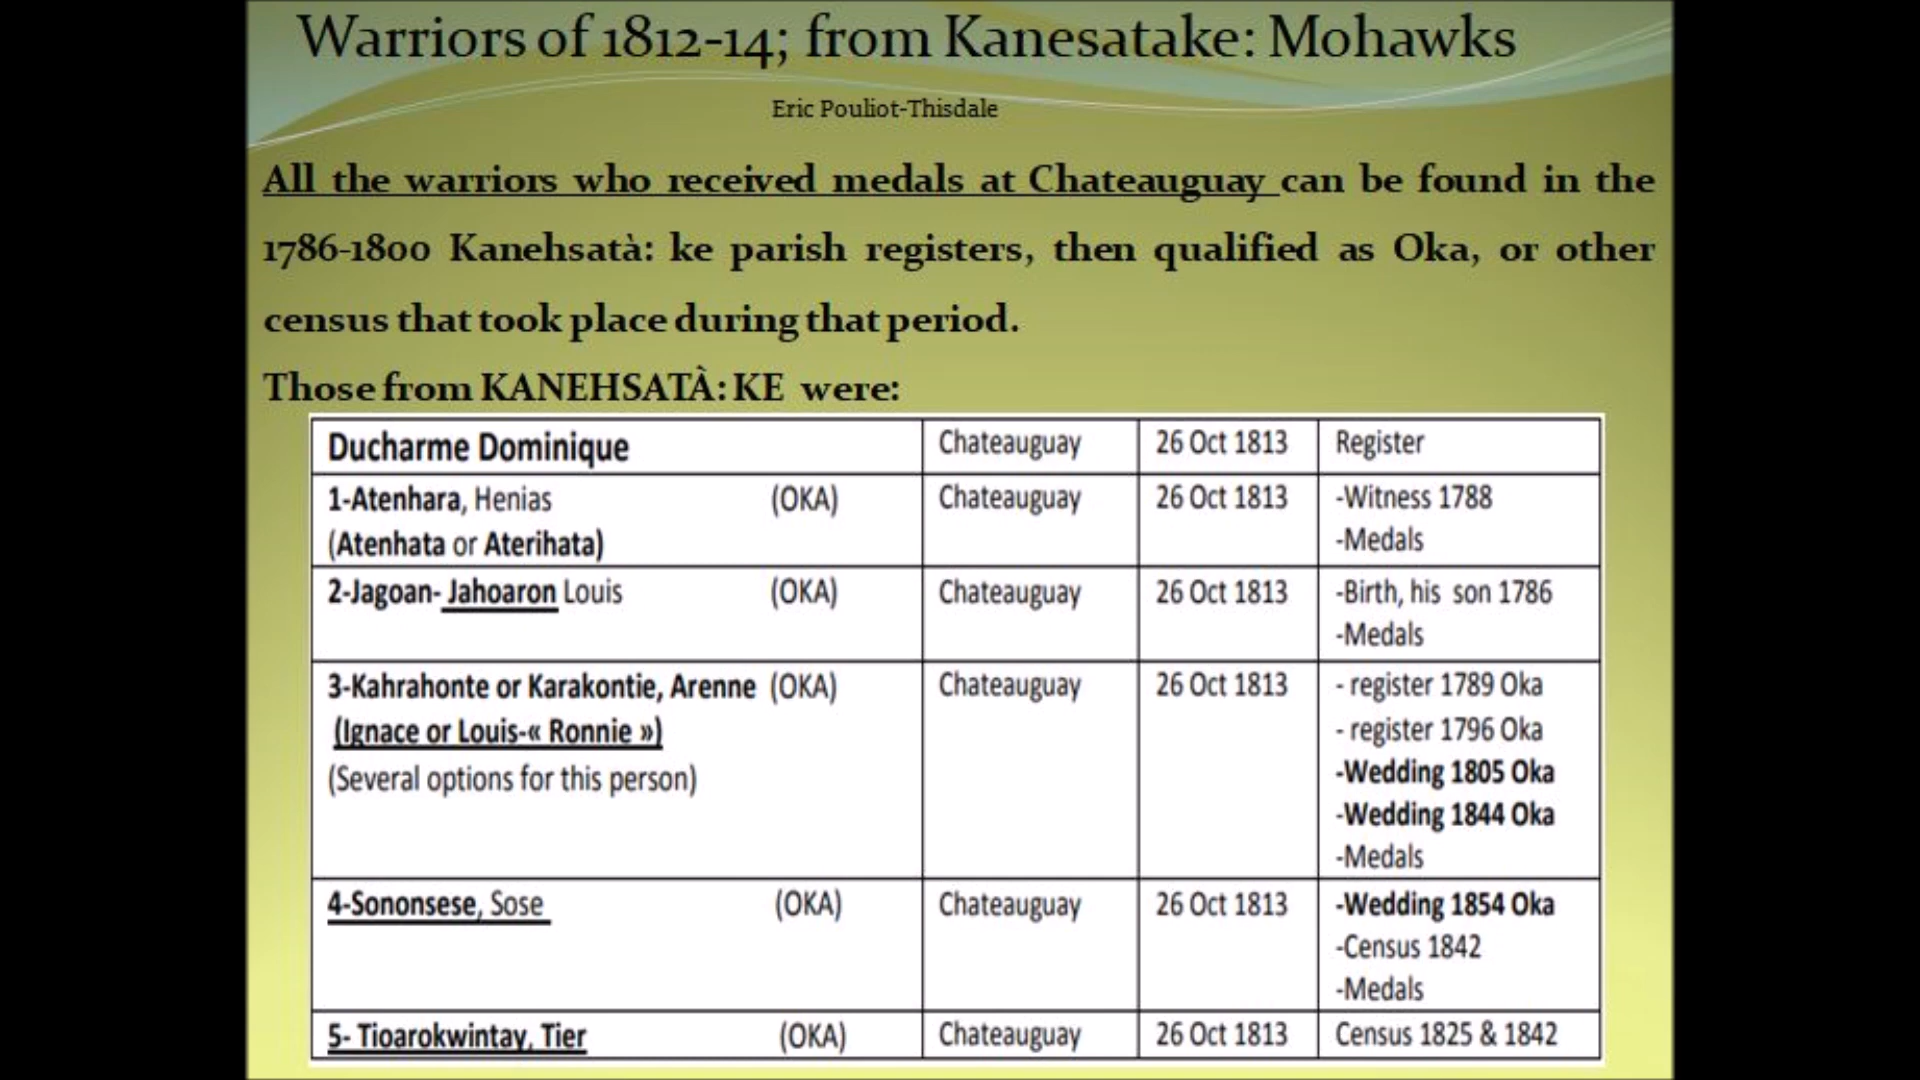 Warriors of 1812-14; from Kanesatake: Mohawks
Eric Pouliot-Thisdale
All the warriors who received medals at Chateauguay can be found in the
1786-1800 Kanehsatà: ke parish registers, then qualified as Oka, or other
census that took place during that period.
Those from KANEHSATÀ: KE were:
Ducharme Dominique Chateauguay 26 Oct 1813 Register
1-Atenhara, Henias (OKA) Chateauguay 26 Oct 1813 -Witness 1788
(Atenhata or Aterihata) -Medals
2-Jagoan- Jahoaron Louis (OKA) Chateauguay 26 Oct 1813 -Birth, his son 1786
-Medals
3-Kahrahonte or Karakontie, Arenne (OKA) Chateauguay 26 Oct 1813 - register 1789 Oka
(Ignace or Louis-« Ronnie ») - register 1796 Oka
(Several options for this person) -Wedding 1805 Oka
-Wedding 1844 Oka
-Medals
4-Sononsese, Sose (OKA) Chateauguay 26 Oct 1813 -Wedding 1854 Oka
-Census 1842
-Medals
5- Tioarokwintay, Tier (OKA) Chateauguay 26 Oct 1813 Census 1825 & 1842